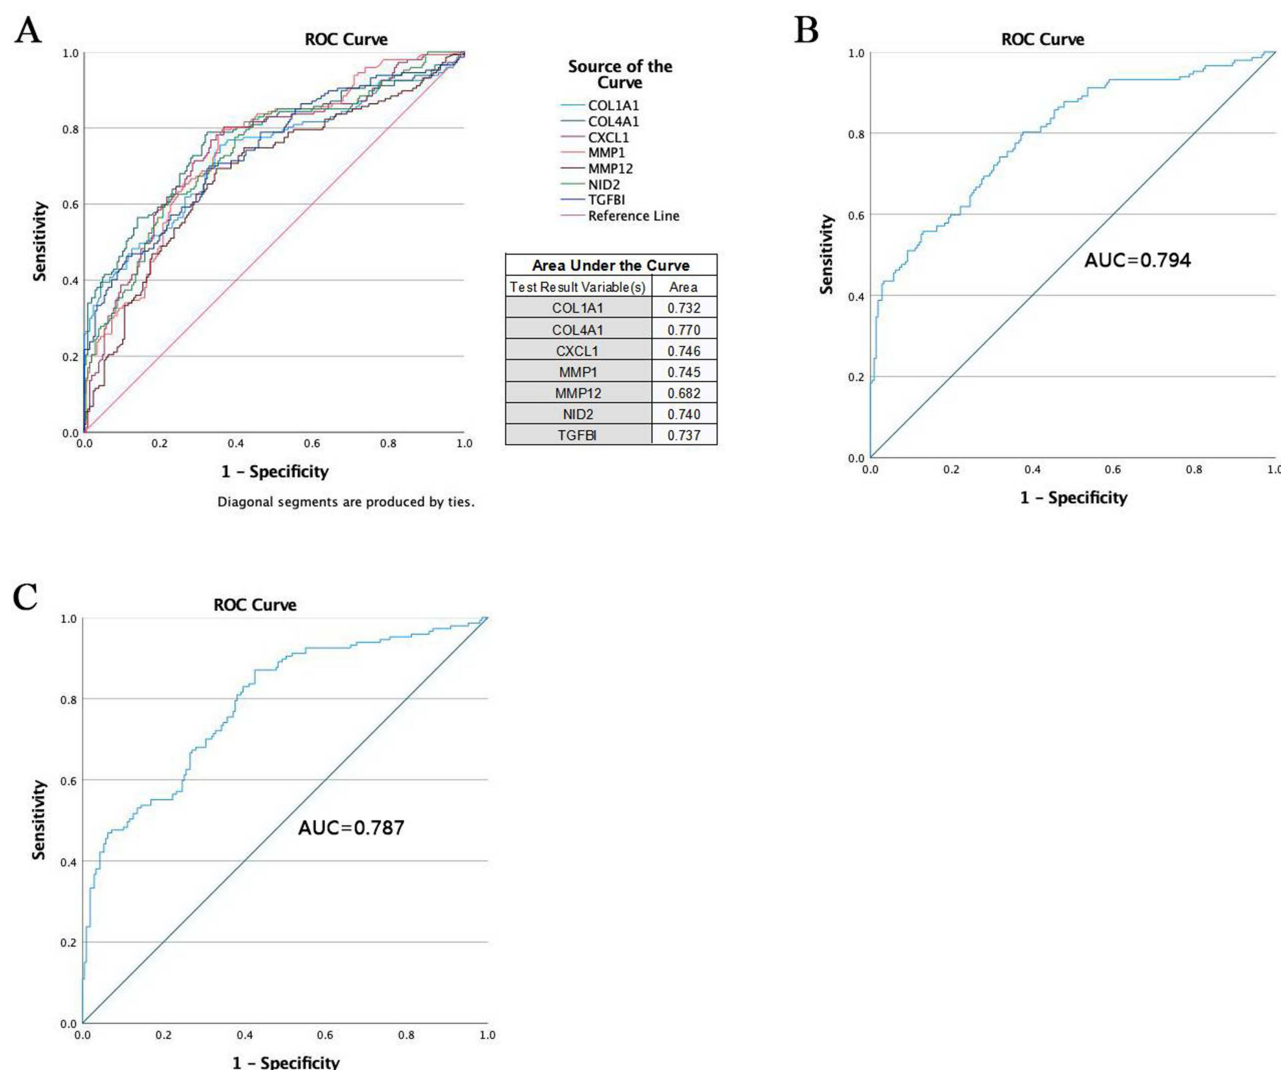 A
ROC Curve
1.0
0.8
0.6
0.4
0.2
0.0
Sensitivity
0.0 0.2 0.4 0.6 0.8 1.0
1 – Specificity
Diagonal segments are produced by ties.
Source of the
Curve
COL1A1
COL4A1
CXCL1
MMP1
MMP12
NID2
TGFBI
Reference Line
Area Under the Curve
Test Result Variable(s) Area
COL1A1 0.732
COL4A1 0.770
CXCL1 0.746
MMP1 0.745
MMP12 0.682
NID2 0.740
TGFBI 0.737
B
ROC Curve
1.0
0.8
0.6
0.4
0.2
0.0
Sensitivity
AUC=0.794
0.0 0.2 0.4 0.6 0.8 1.0
1 – Specificity
C
ROC Curve
1.0
0.8
0.6
0.4
0.2
0.0
Sensitivity
AUC=0.787
0.0 0.2 0.4 0.6 0.8 1.0
1 – Specificity